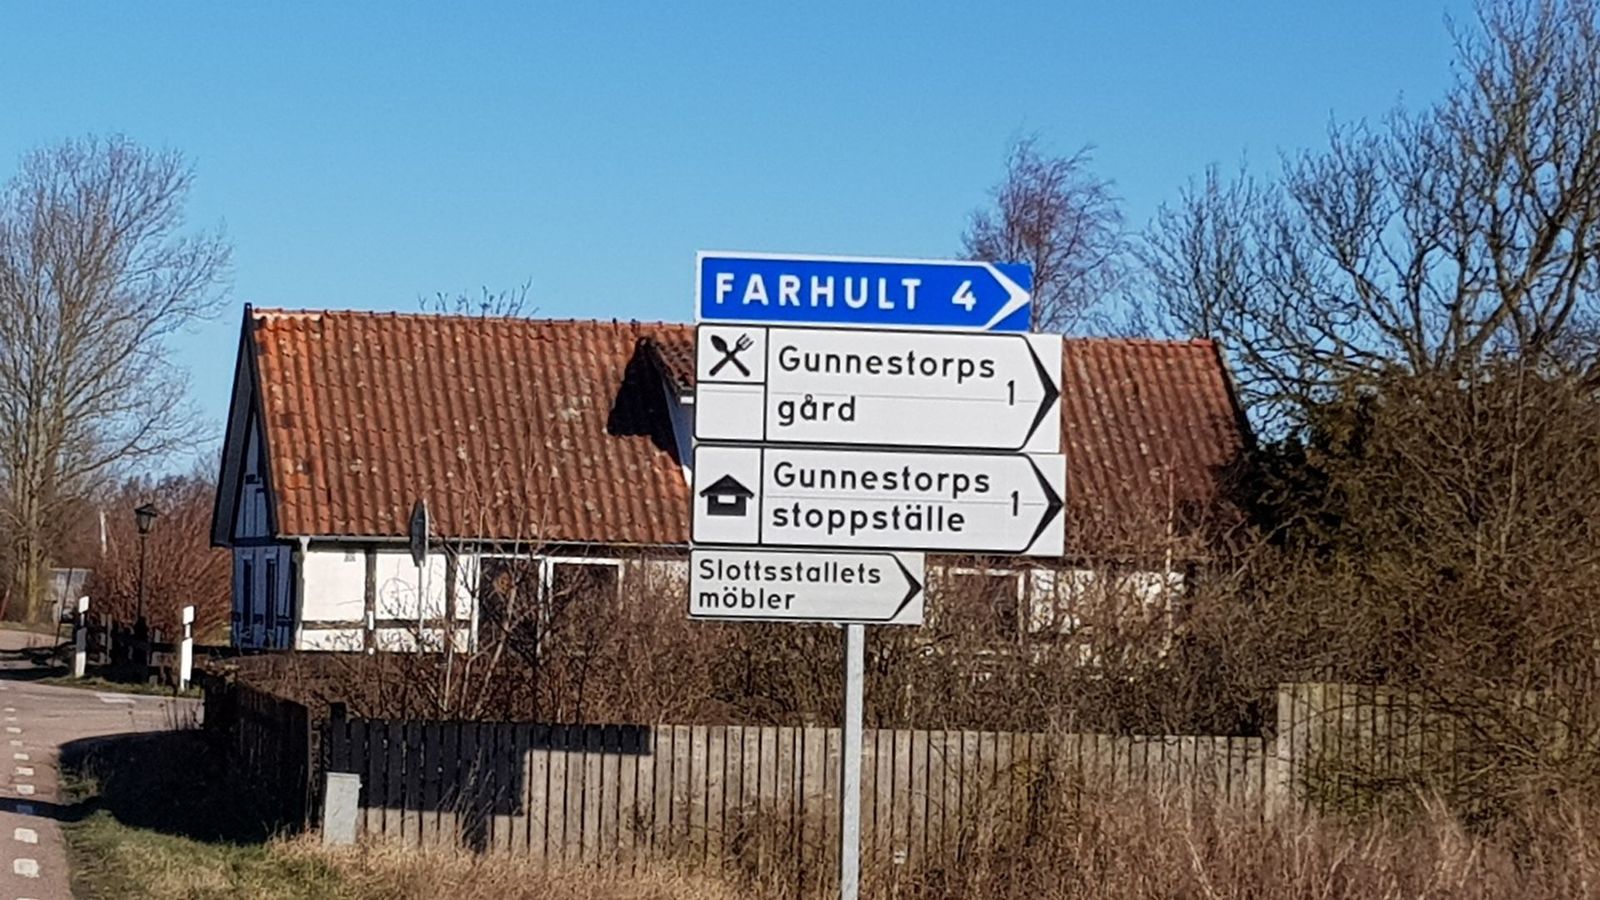 FARHULT 4
Gunnestorps
gård 1
Gunnestorps
stoppställe 1
Slottsstallets
möbler